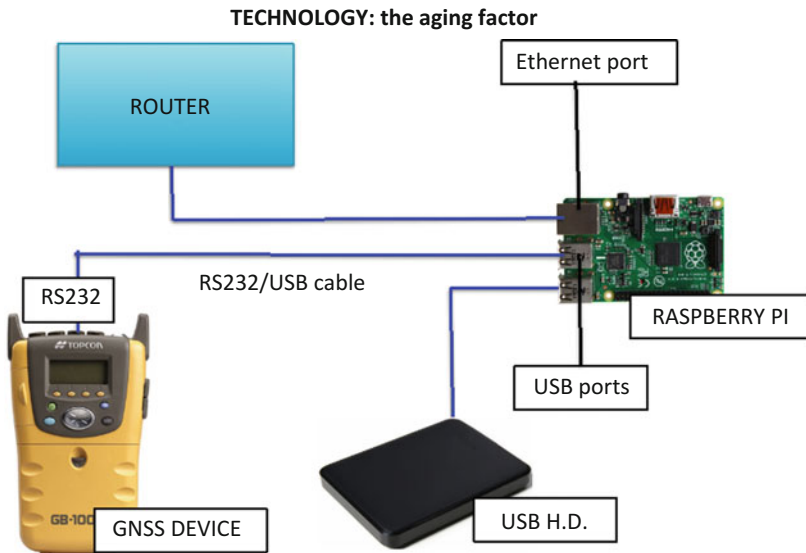 TECHNOLOGY: the aging factor
ROUTER
Ethernet port
RS232
RS232/USB cable
RASPBERRY PI
USB ports
TOPCON
GB-100
GNSS DEVICE
USB H.D.